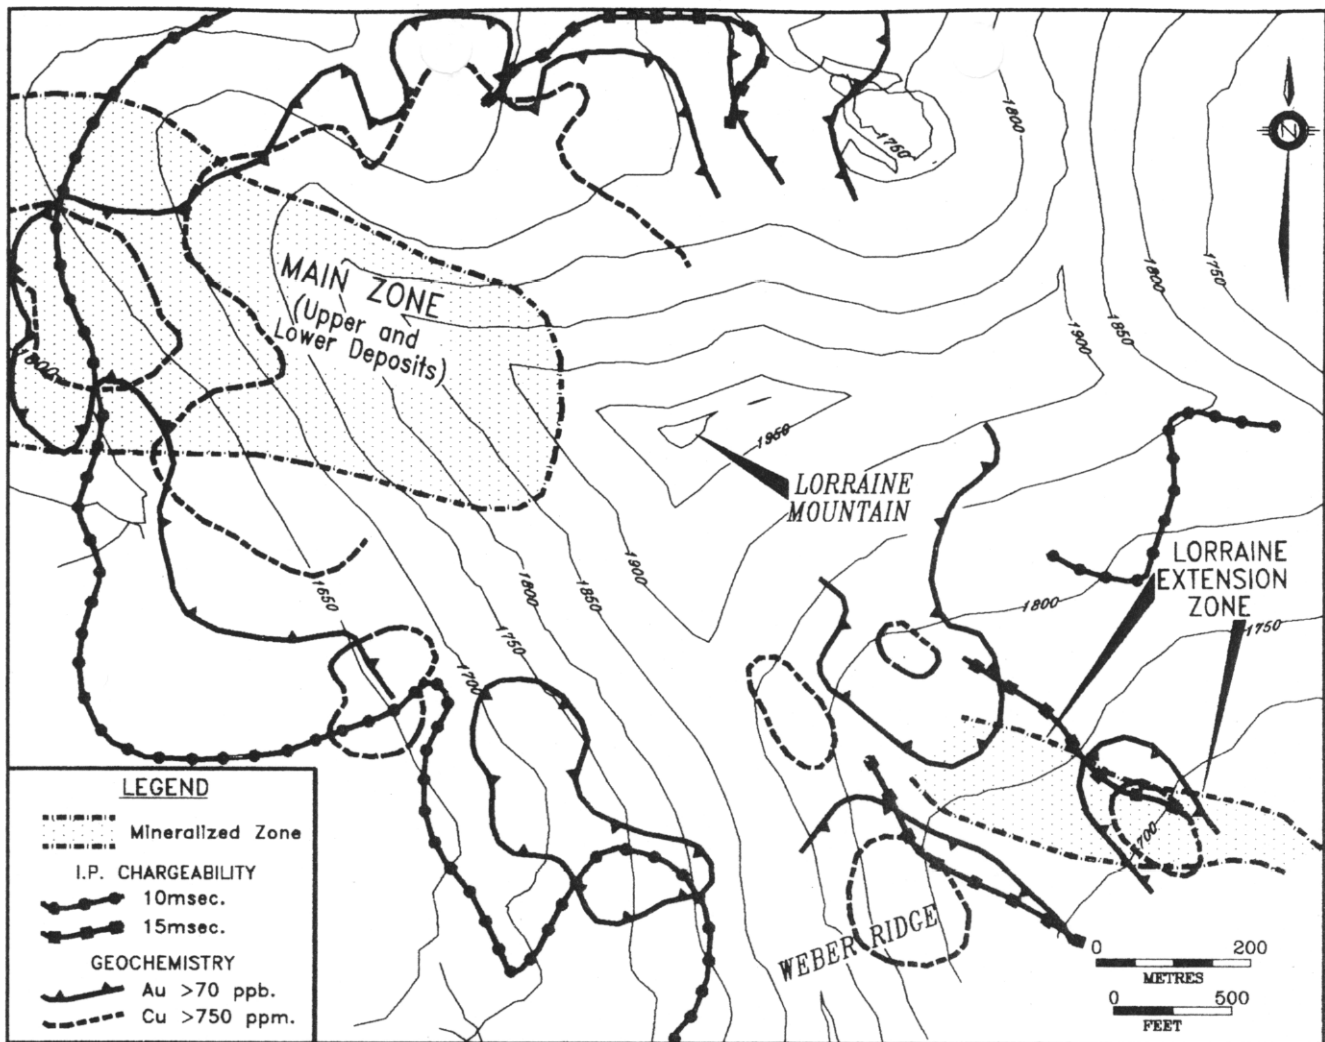 1800
1750
1800
1750
1850
1900
MAIN ZONE
(Upper and
Lower Deposits)
1800
1950
LORRAINE
MOUNTAIN
LORRAINE
EXTENSION
ZONE
1650
1700
1750
1800
1850
1900
1800
1750
1700
WEBER RIDGE
N
LEGEND
Mineralized Zone
I.P. CHARGEABILITY
10msec.
15msec.
GEOCHEMISTRY
Au >70 ppb.
Cu >750 ppm.
0 200
METRES
0 500
FEET